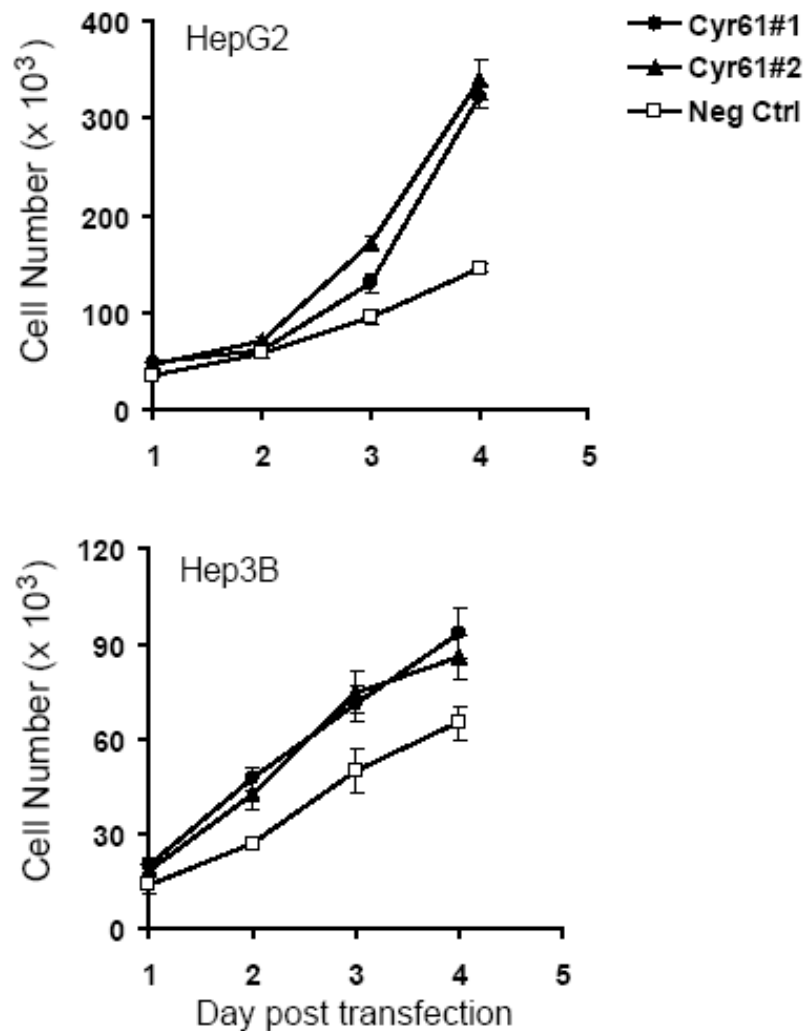 HepG2
Cell Number (x 10³)
400
300
200
100
0
1 2 3 4 5
Cyr61#1
Cyr61#2
Neg Ctrl
Hep3B
Cell Number (x 10³)
120
90
60
30
0
1 2 3 4 5
Day post transfection